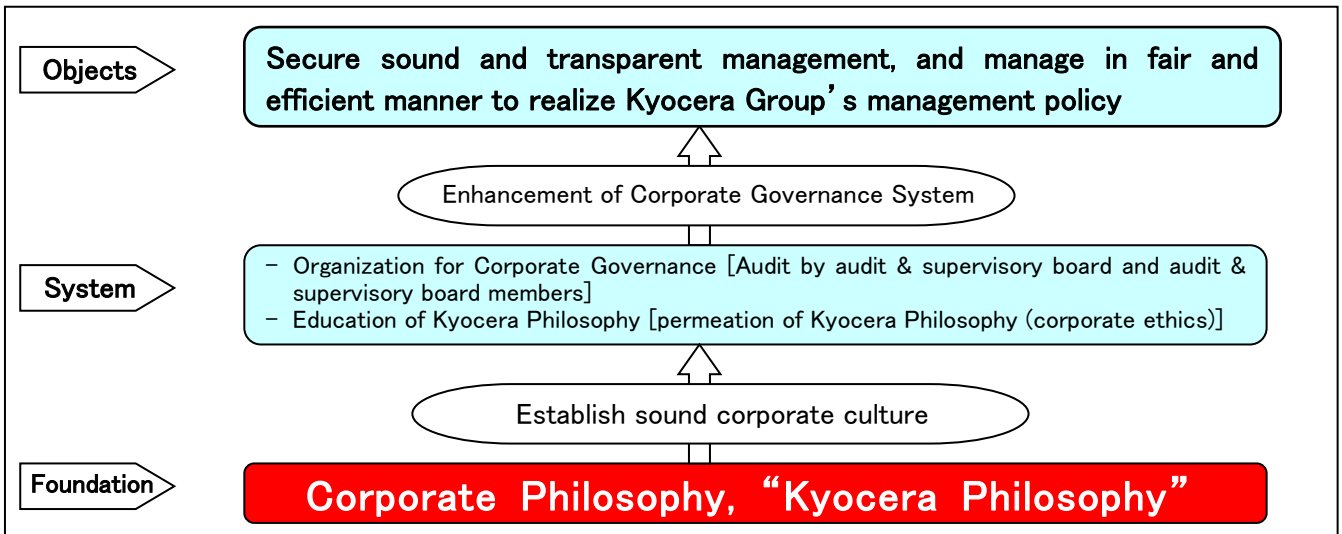 Objects
Secure sound and transparent management, and manage in fair and
efficient manner to realize Kyocera Group's management policy
Enhancement of Corporate Governance System
System
- Organization for Corporate Governance [Audit by audit & supervisory board and audit &
supervisory board members]
- Education of Kyocera Philosophy [permeation of Kyocera Philosophy (corporate ethics)]
Establish sound corporate culture
Foundation
Corporate Philosophy, “Kyocera Philosophy”